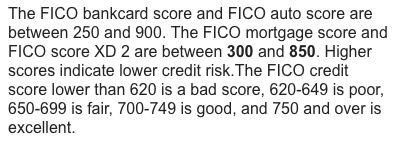 The FICO bankcard score and FICO auto score are
between 250 and 900. The FICO mortgage score and
FICO score XD 2 are between 300 and 850. Higher
scores indicate lower credit risk.The FICO credit
score lower than 620 is a bad score, 620-649 is poor,
650-699 is fair, 700-749 is good, and 750 and over is
excellent.